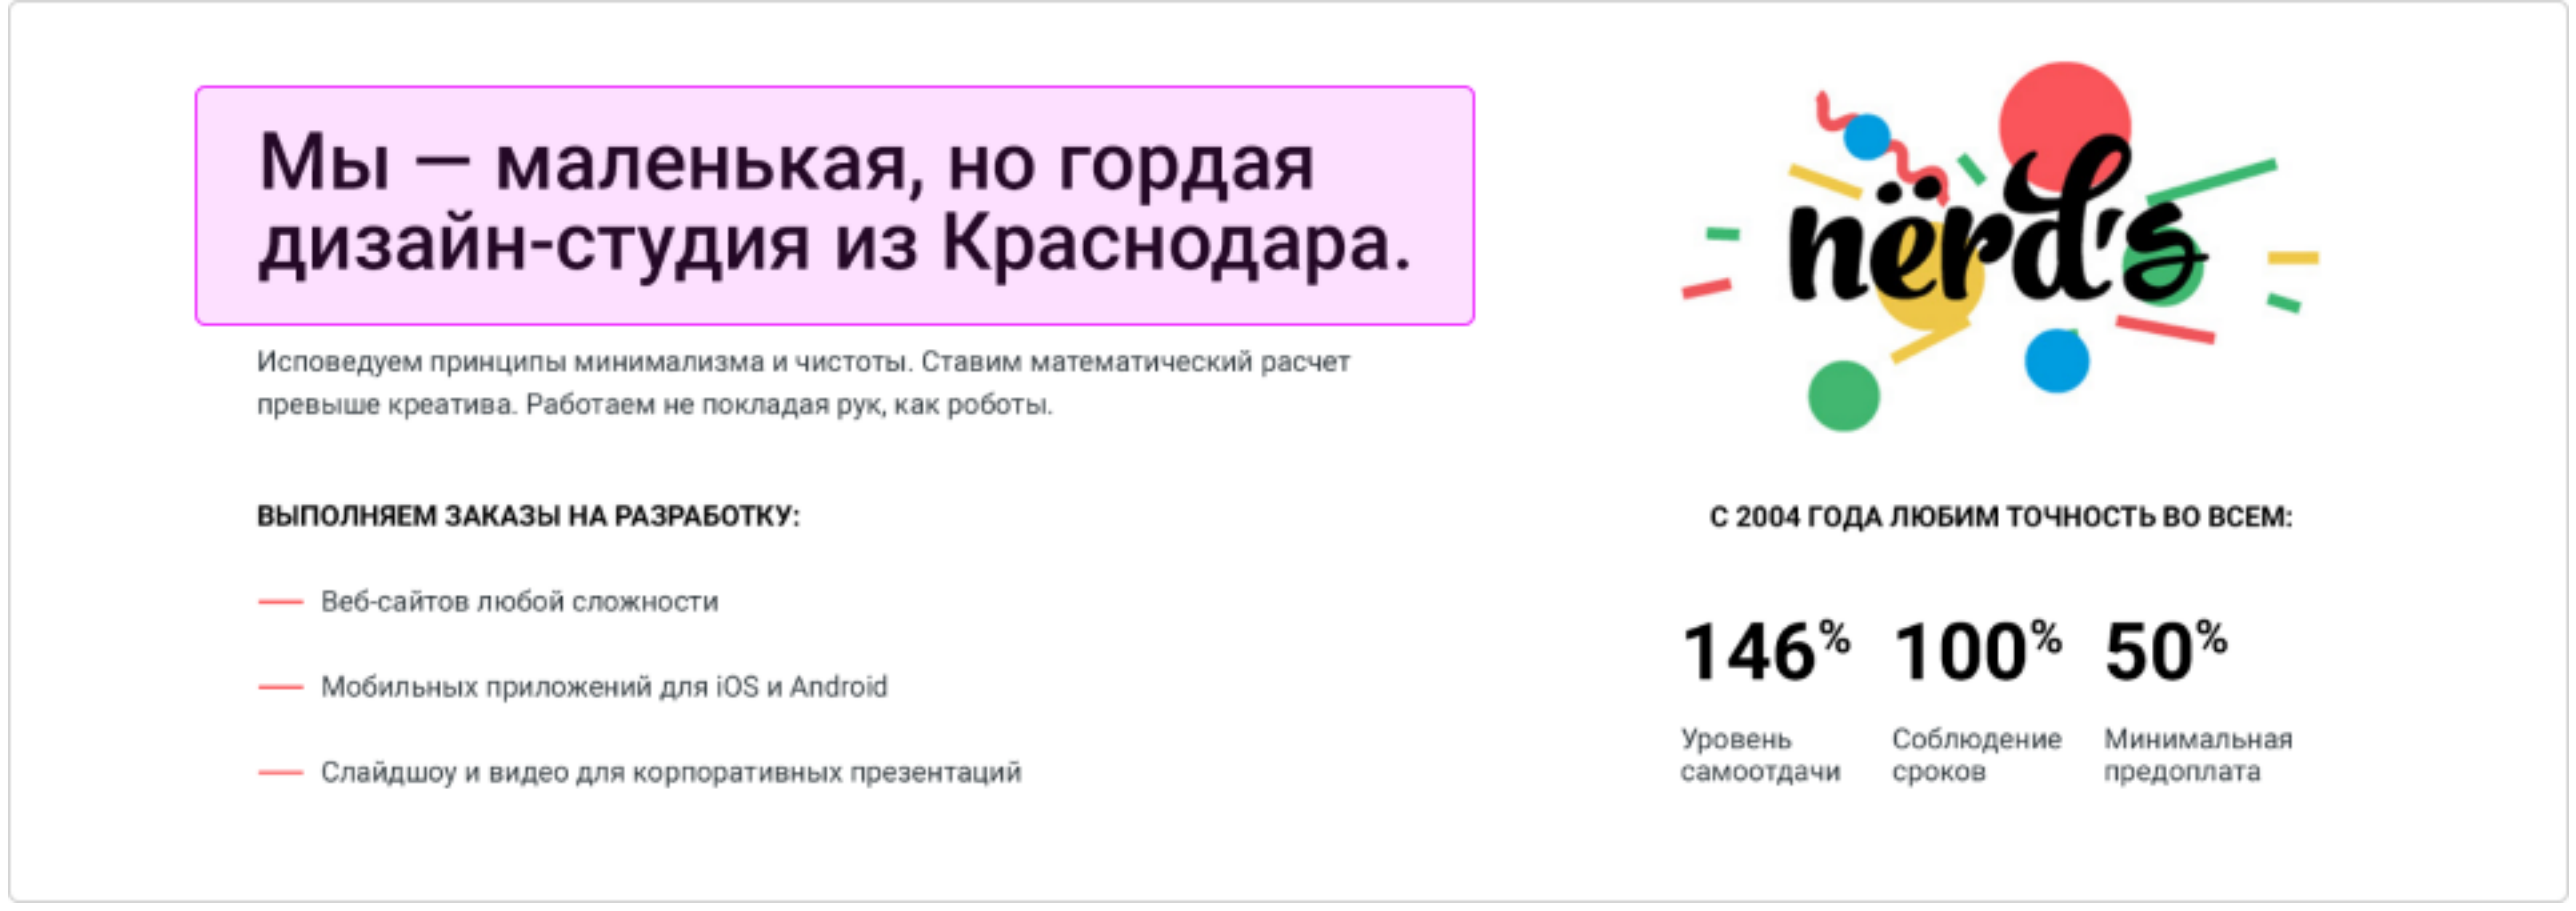 Мы — маленькая, но гордая
дизайн-студия из Краснодара.
Исповедуем принципы минимализма и чистоты. Ставим математический расчет
превыше креатива. Работаем не покладая рук, как роботы.
ВЫПОЛНЯЕМ ЗАКАЗЫ НА РАЗРАБОТКУ:
Веб-сайтов любой сложности
Мобильных приложений для iOS и Android
Слайдшоу и видео для корпоративных презентаций
nërd's
С 2004 ГОДА ЛЮБИМ ТОЧНОСТЬ ВО ВСЕМ:
146% 100% 50%
Уровень Соблюдение Минимальная
самоотдачи сроков предоплата